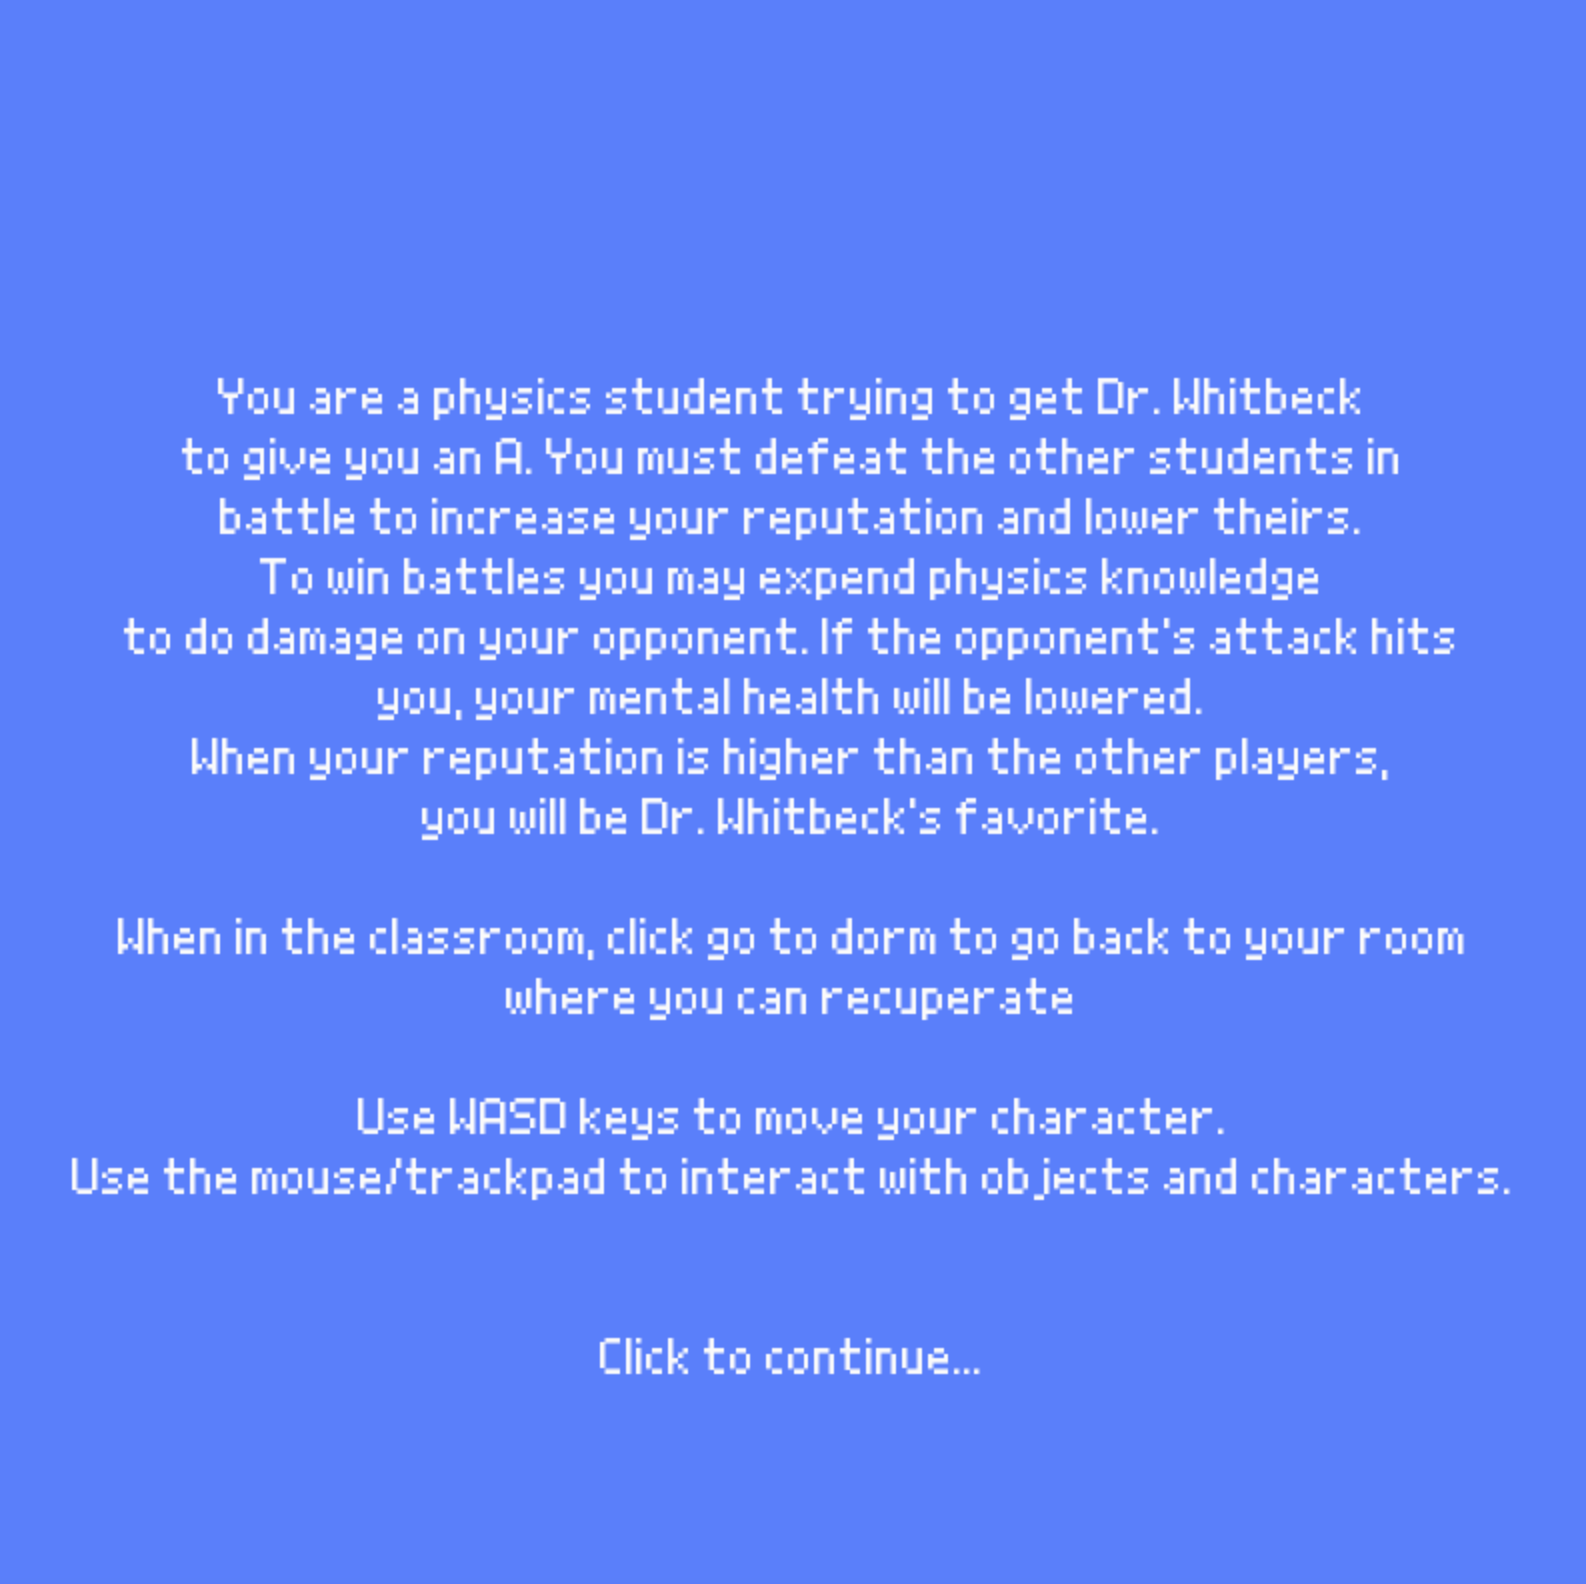 You are a physics student trying to get Dr. Whitbeck
to give you an A. You must defeat the other students in
battle to increase your reputation and lower theirs.
To win battles you may expend physics knowledge
to do damage on your opponent. If the opponent's attack hits
you, your mental health will be lowered.
When your reputation is higher than the other players,
you will be Dr. Whitbeck's favorite.
When in the classroom, click go to dorm to go back to your room
where you can recuperate
Use WASD keys to move your character.
Use the mouse/trackpad to interact with objects and characters.
Click to continue...